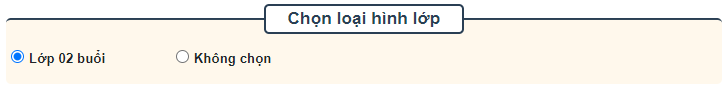 Chọn loại hình lớp
Lớp 02 buổi Không chọn